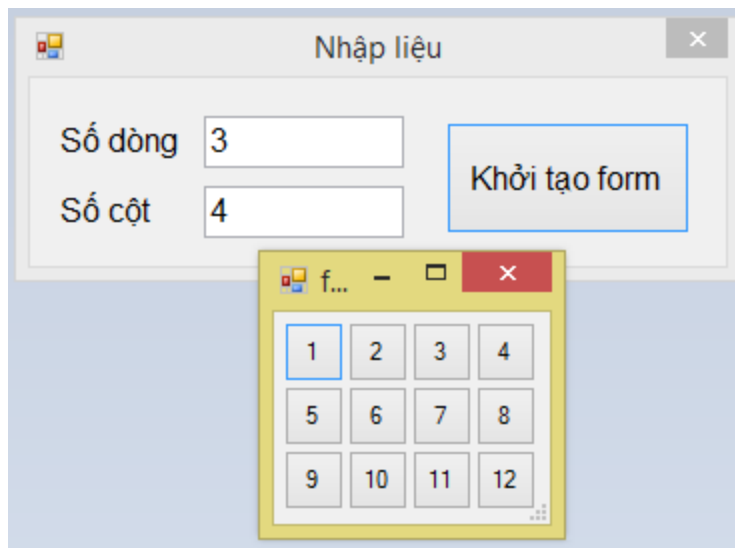 Nhập liệu
Số dòng 3
Khởi tạo form
Số cột 4
f...
1 2 3 4
5 6 7 8
9 10 11 12